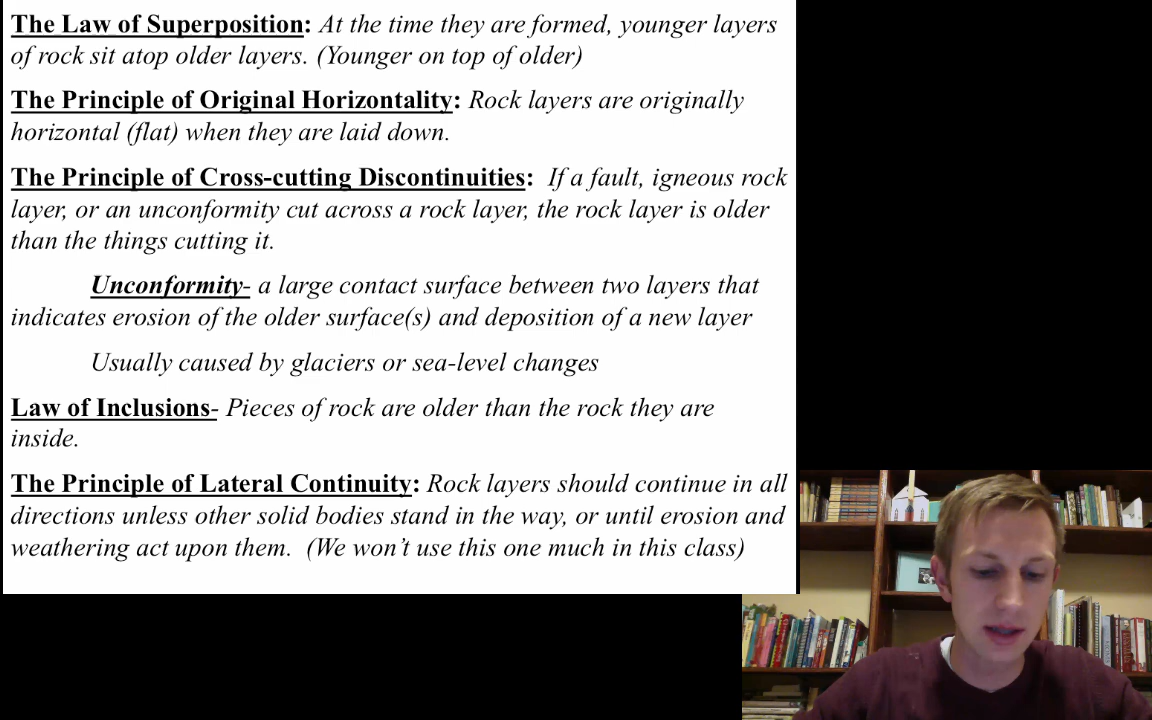 The Law of Superposition: At the time they are formed, younger layers
of rock sit atop older layers. (Younger on top of older)
The Principle of Original Horizontality: Rock layers are originally
horizontal (flat) when they are laid down.
The Principle of Cross-cutting Discontinuities: If a fault, igneous rock
layer, or an unconformity cut across a rock layer, the rock layer is older
than the things cutting it.
Unconformity- a large contact surface between two layers that
indicates erosion of the older surface(s) and deposition of a new layer
Usually caused by glaciers or sea-level changes
Law of Inclusions- Pieces of rock are older than the rock they are
inside.
The Principle of Lateral Continuity: Rock layers should continue in all
directions unless other solid bodies stand in the way, or until erosion and
weathering act upon them. (We won’t use this one much in this class)